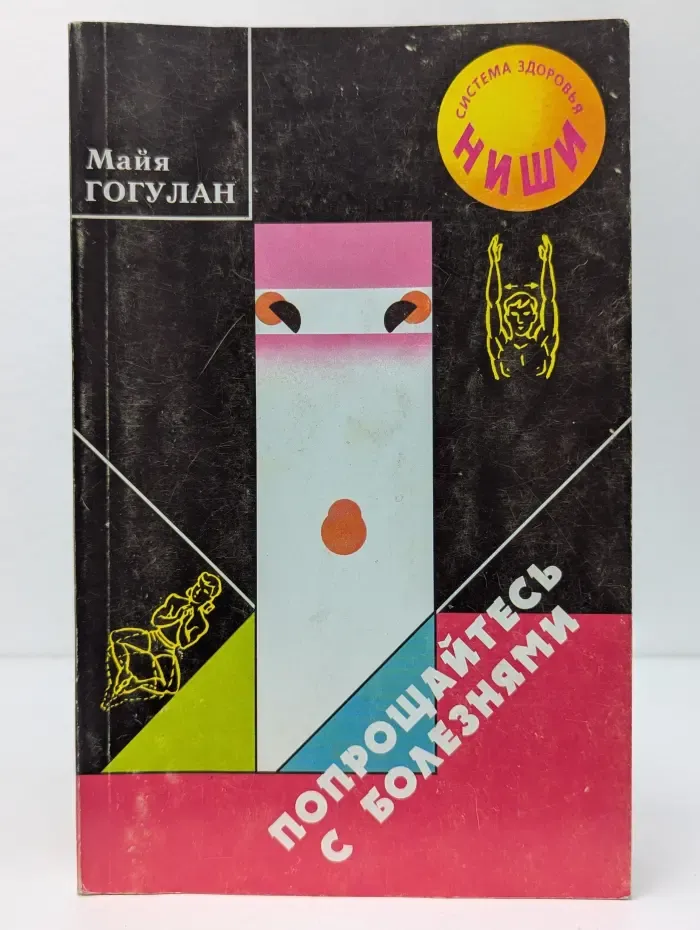 Майя
ГОГУЛАН
СИСТЕМА ЗДОРОВЬЯ
НИШИ
ПОПРОЩАЙТЕСЬ
С БОЛЕЗНЯМИ